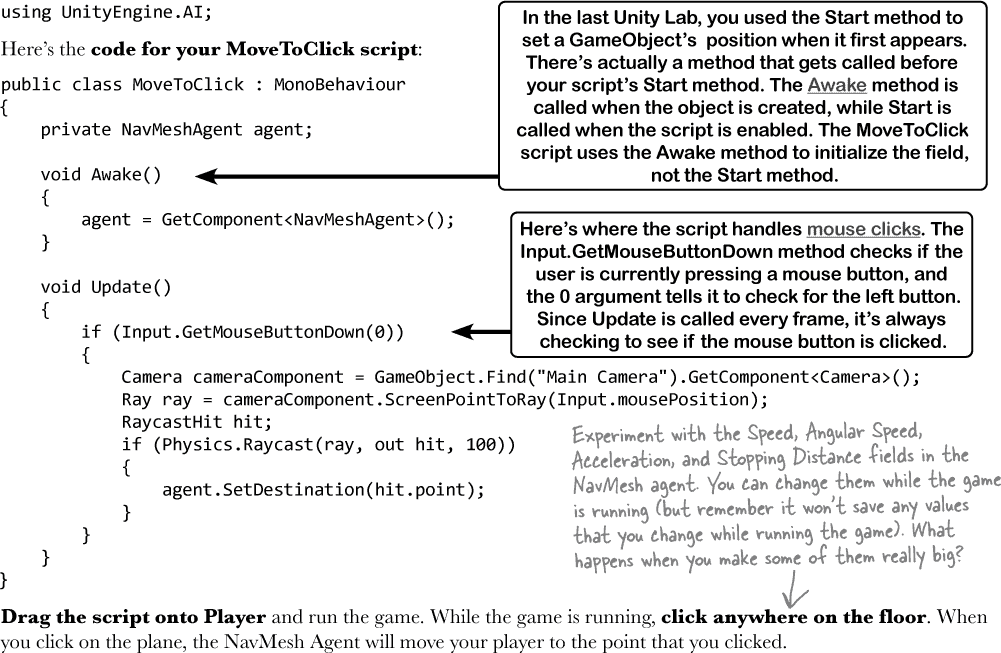 using UnityEngine.AI;
Here's the code for your MoveToClick script:
public class MoveToClick : MonoBehaviour
{
    private NavMeshAgent agent;
    void Awake()
    {
        agent = GetComponent<NavMeshAgent>();
    }
    void Update()
    {
        if (Input.GetMouseButtonDown(0))
        {
            Camera cameraComponent = GameObject.Find("Main Camera").GetComponent<Camera>();
            Ray ray = cameraComponent.ScreenPointToRay(Input.mousePosition);
            RaycastHit hit;
            if (Physics.Raycast(ray, out hit, 100))
            {
                agent.SetDestination(hit.point);
            }
        }
    }
}
In the last Unity Lab, you used the Start method to
set a GameObject's position when it first appears.
There's actually a method that gets called before
your script's Start method. The Awake method is
called when the object is created, while Start is
called when the script is enabled. The MoveToClick
script uses the Awake method to initialize the field,
not the Start method.
Here's where the script handles mouse clicks. The
Input.GetMouseButtonDown method checks if the
user is currently pressing a mouse button, and
the 0 argument tells it to check for the left button.
Since Update is called every frame, it's always
checking to see if the mouse button is clicked.
Experiment with the Speed, Angular Speed,
Acceleration, and Stopping Distance fields in the
NavMesh agent. You can change them while the game
is running (but remember it won't save any values
that you change while running the game). What
happens when you make some of them really big?
Drag the script onto Player and run the game. While the game is running, click anywhere on the floor. When
you click on the plane, the NavMesh Agent will move your player to the point that you clicked.